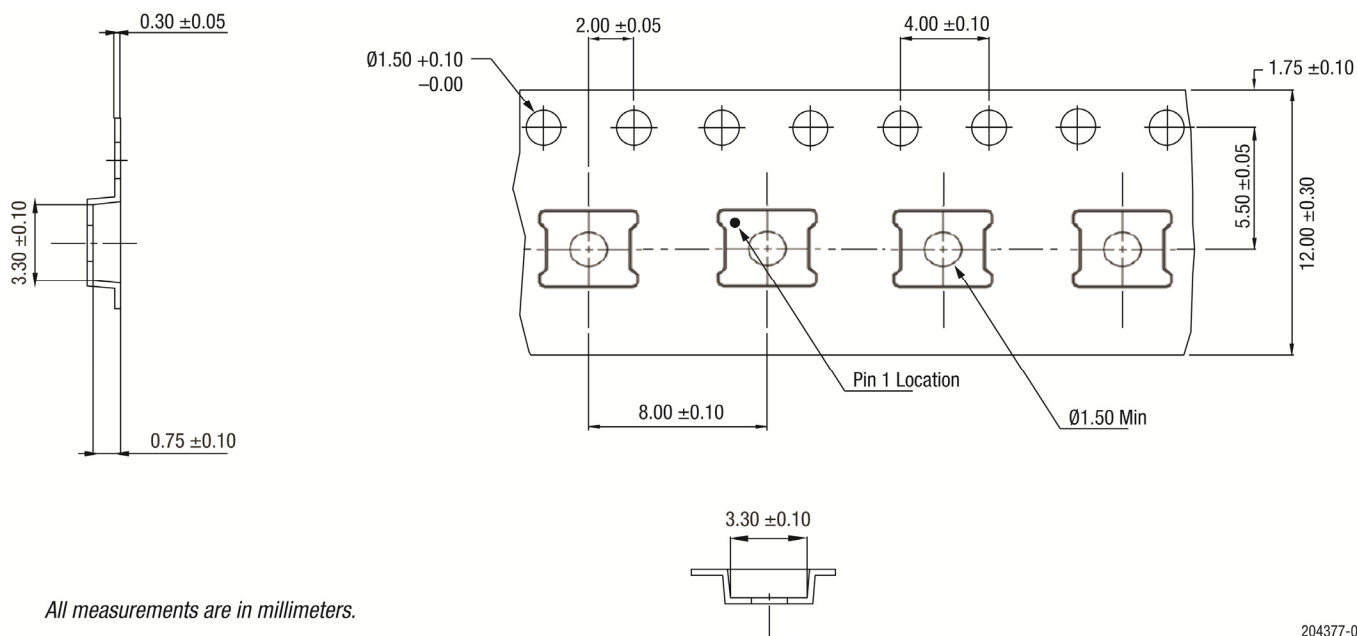 0.30 ±0.05
2.00 ±0.05
4.00 ±0.10
Ø1.50 +0.10
−0.00
1.75 ±0.10
3.30 ±0.10
5.50 ±0.05
12.00 ±0.30
Pin 1 Location
8.00 ±0.10
Ø1.50 Min
0.75 ±0.10
3.30 ±0.10
All measurements are in millimeters.